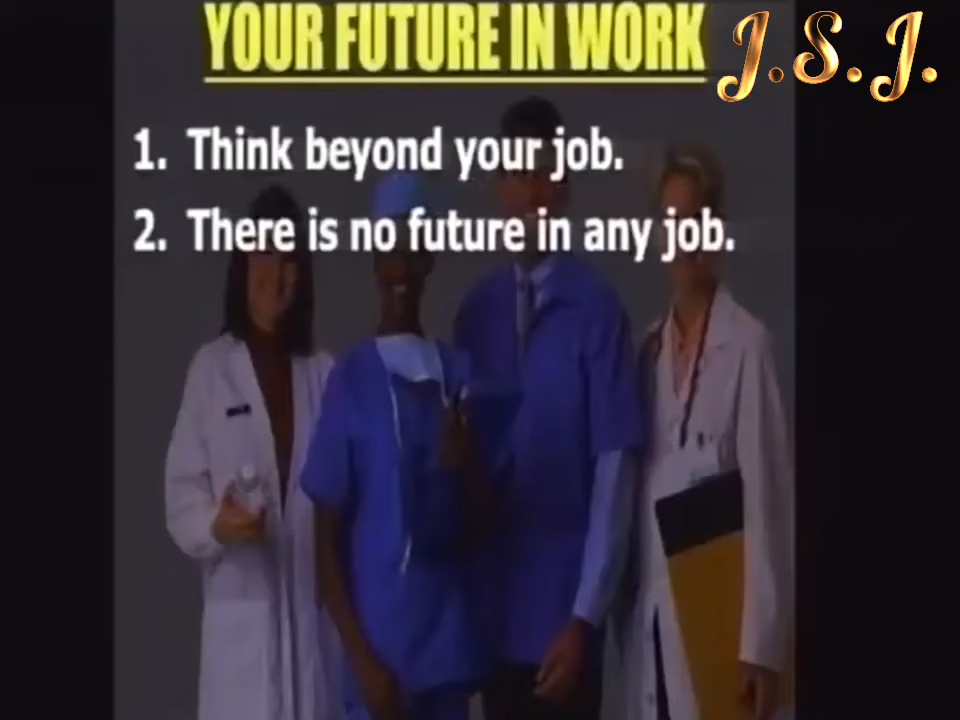 YOUR FUTURE IN WORK
J.S.J.
1. Think beyond your job.
2. There is no future in any job.